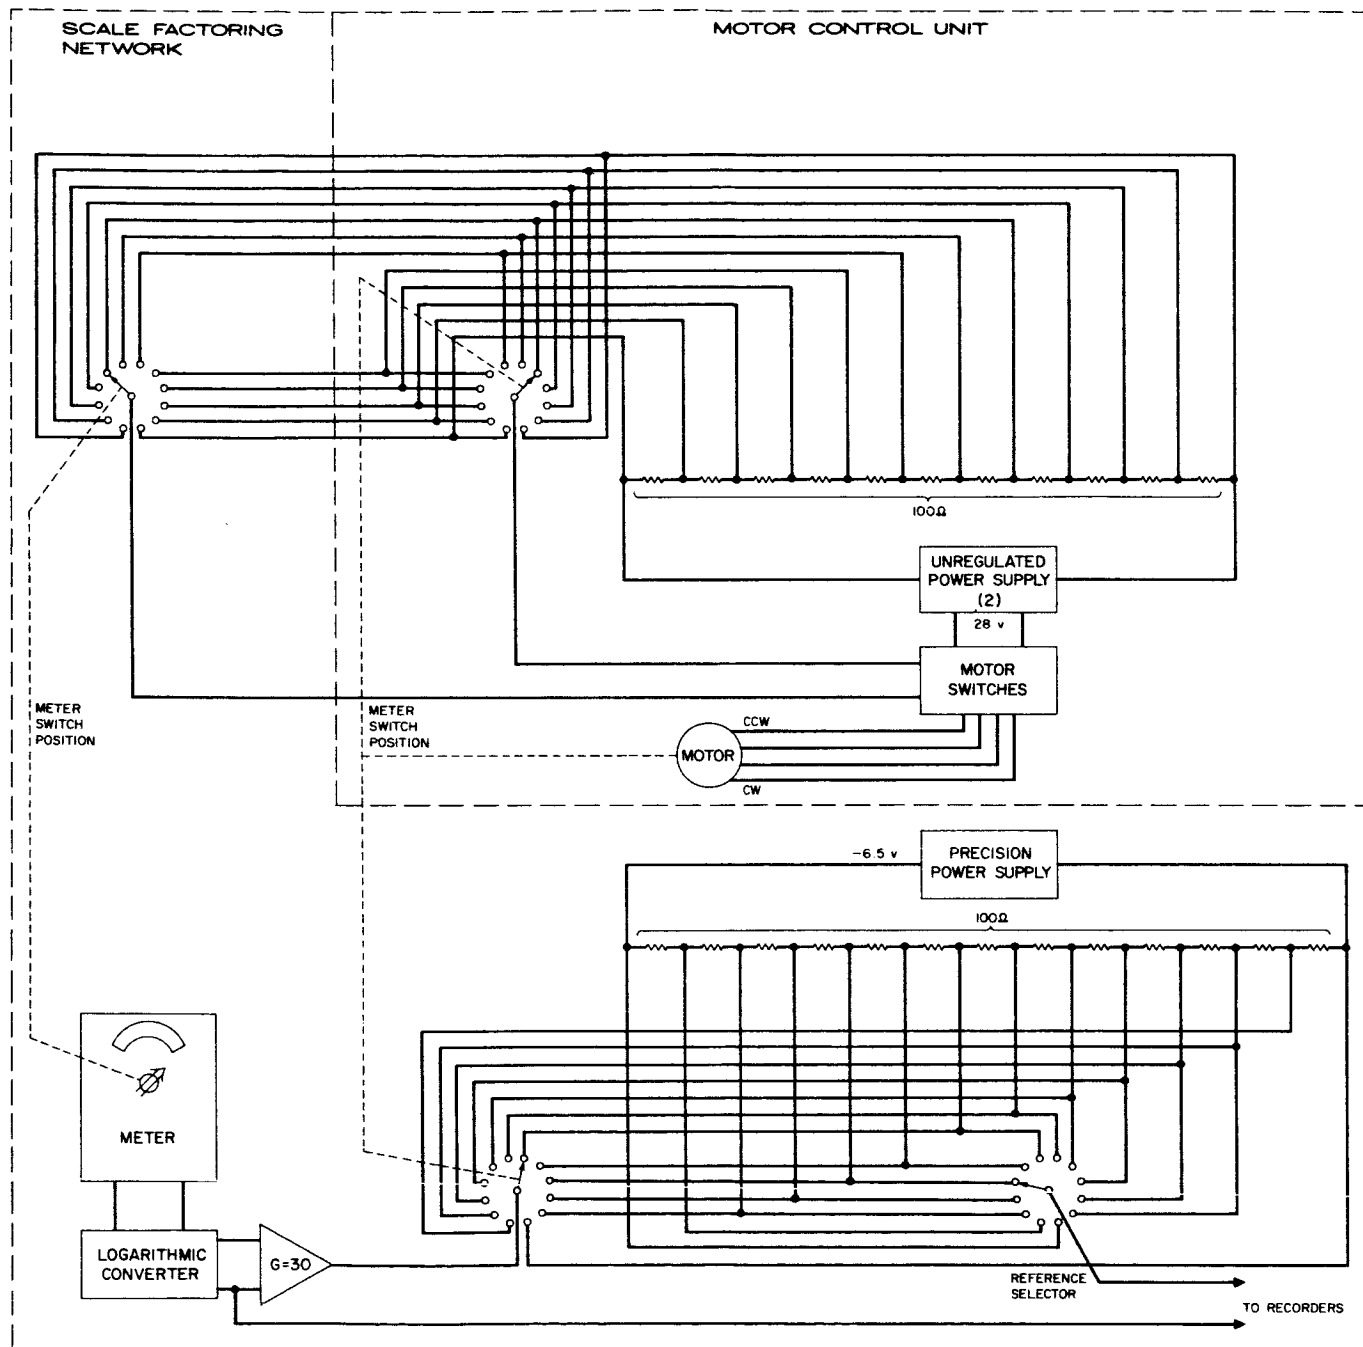 SCALE FACTORING
NETWORK
MOTOR CONTROL UNIT
100Ω
UNREGULATED
POWER SUPPLY
(2)
28 v
MOTOR
SWITCHES
METER
SWITCH
POSITION
METER
SWITCH
POSITION
CCW
MOTOR
CW
-6.5 v
PRECISION
POWER SUPPLY
100Ω
METER
LOGARITHMIC
CONVERTER
G=30
REFERENCE
SELECTOR
TO RECORDERS